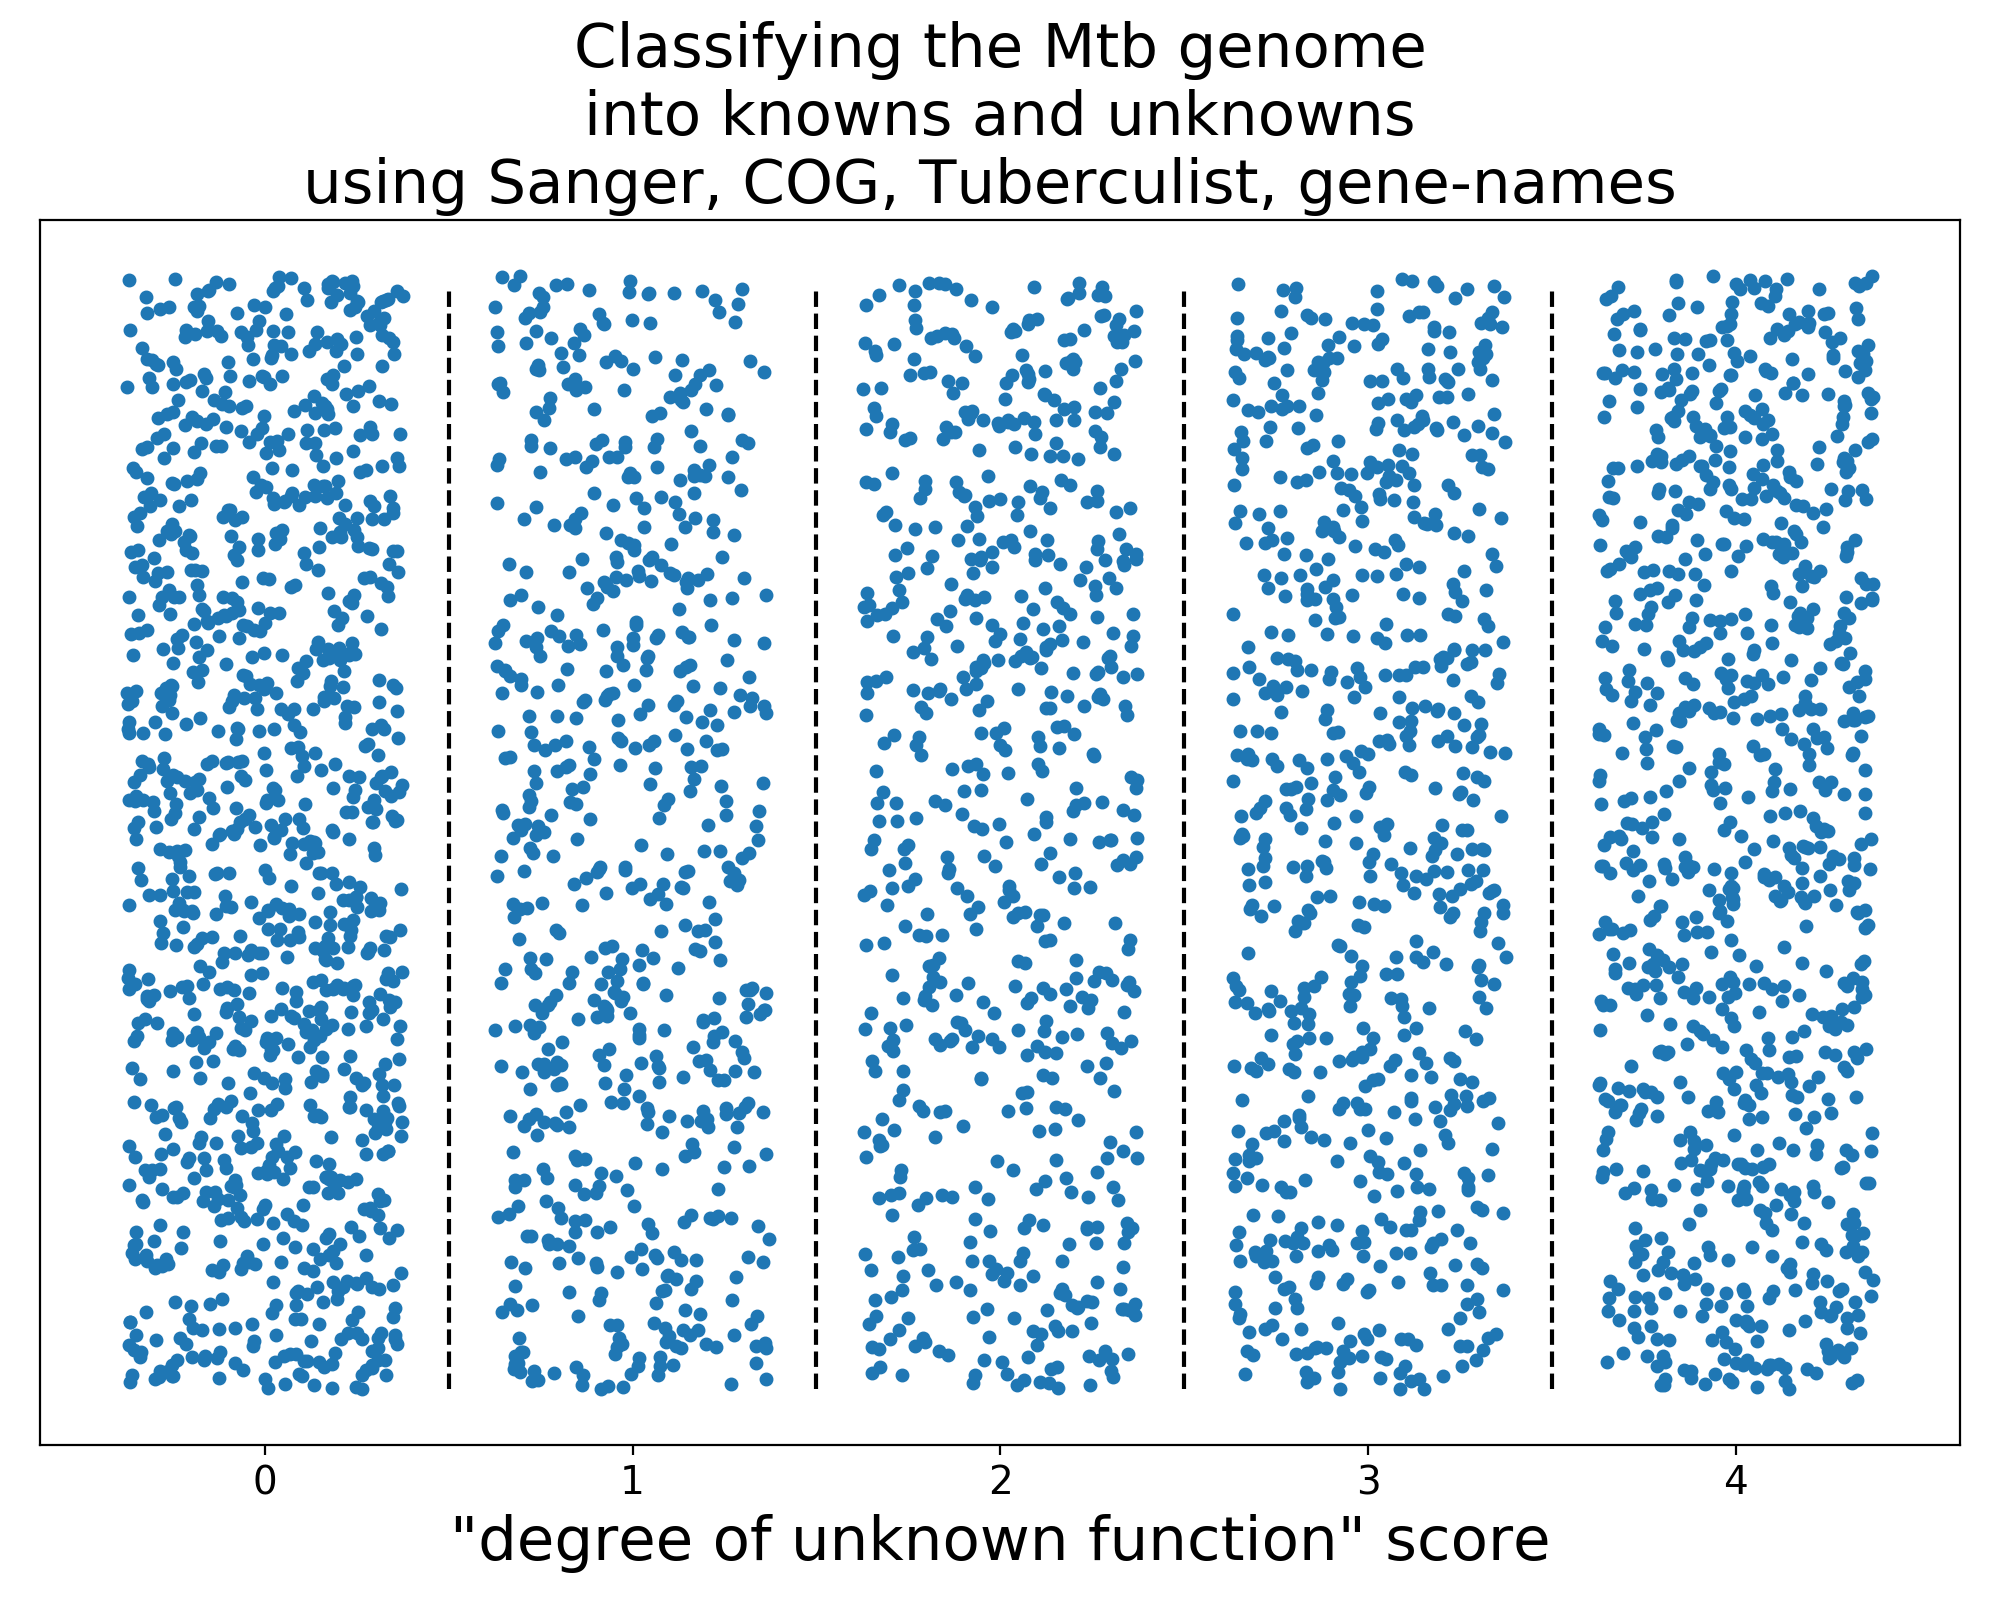 Classifying the Mtb genome
into knowns and unknowns
using Sanger, COG, Tuberculist, gene-names
0 1 2 3 4
"degree of unknown function" score